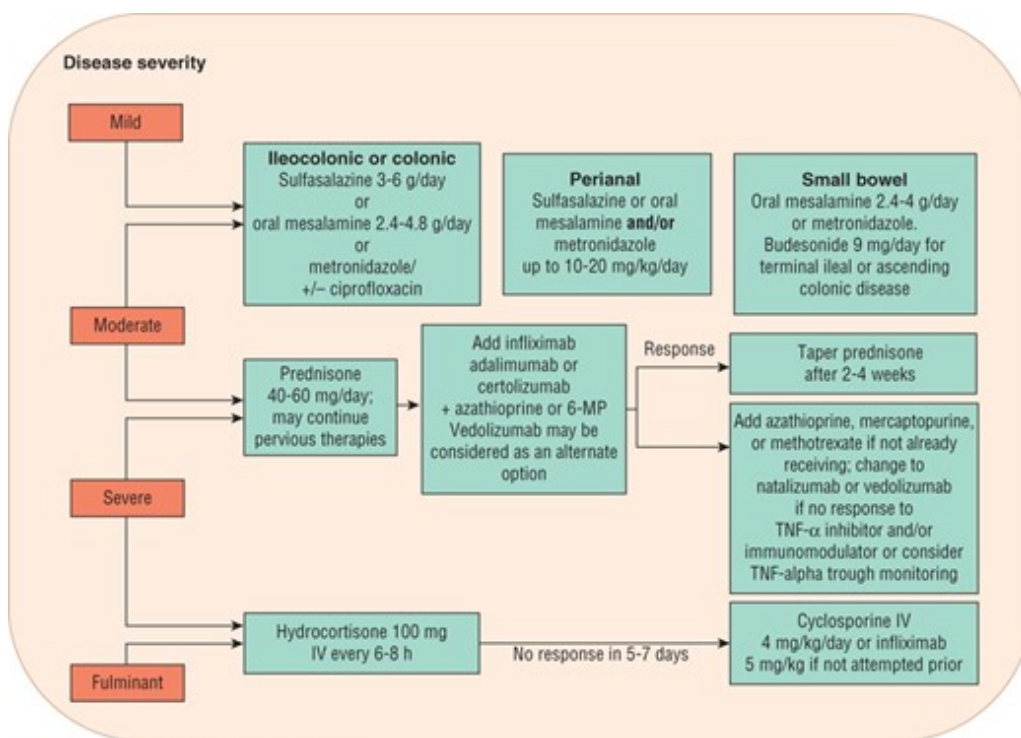 Disease severity
Mild
Ileocolonic or colonic
Sulfasalazine 3-6 g/day
or
oral mesalamine 2.4-4.8 g/day
or
metronidazole/
+/– ciprofloxacin
Perianal
Sulfasalazine or oral
mesalamine and/or
metronidazole
up to 10-20 mg/kg/day
Small bowel
Oral mesalamine 2.4-4 g/day
or metronidazole.
Budesonide 9 mg/day for
terminal ileal or ascending
colonic disease
Moderate
Prednisone
40-60 mg/day;
may continue
pervious therapies
Add infliximab
adalimumab or
certolizumab
+ azathioprine or 6-MP
Vedolizumab may be
considered as an alternate
option
Response
Taper prednisone
after 2-4 weeks
Add azathioprine, mercaptopurine,
or methotrexate if not already
receiving; change to
natalizumab or vedolizumab
if no response to
TNF-α inhibitor and/or
immunomodulator or consider
TNF-alpha trough monitoring
Severe
Hydrocortisone 100 mg
IV every 6-8 h
No response in 5-7 days
Cyclosporine IV
4 mg/kg/day or infliximab
5 mg/kg if not attempted prior
Fulminant